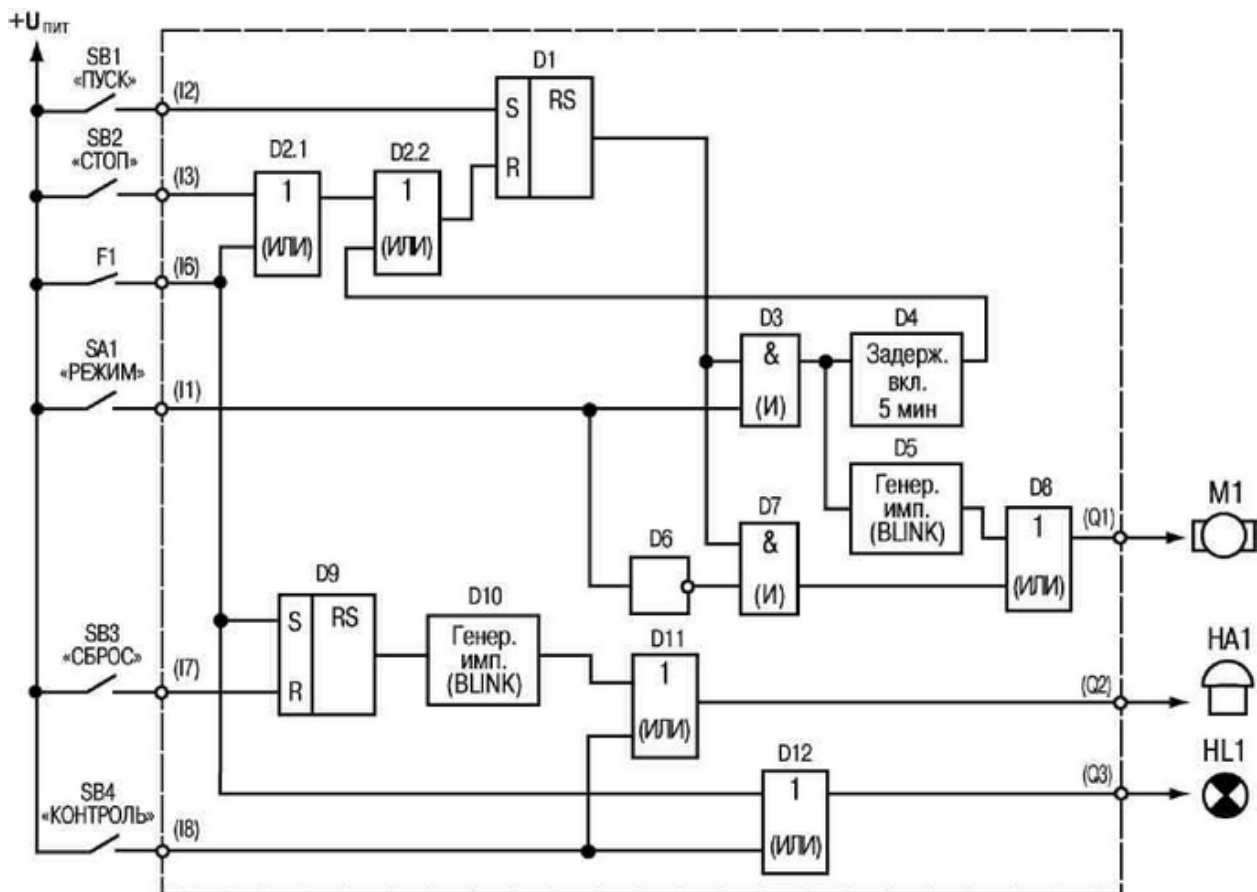 +Uпит
SB1
«ПУСК»
(I2)
D1
S
RS
R
SB2
«СТОП»
(I3)
D2.1
1
(ИЛИ)
D2.2
1
(ИЛИ)
F1
(I6)
SA1
«РЕЖИМ»
(I1)
D3
&
(И)
D4
Задерж.
вкл.
5 мин
D5
Генер.
имп.
(BLINK)
D6
D7
&
(И)
D8
1
(ИЛИ)
(Q1)
M1
D9
S
RS
R
D10
Генер.
имп.
(BLINK)
D11
1
(ИЛИ)
(Q2)
HA1
SB3
«СБРОС»
(I7)
D12
1
(ИЛИ)
(Q3)
HL1
SB4
«КОНТРОЛЬ»
(I8)